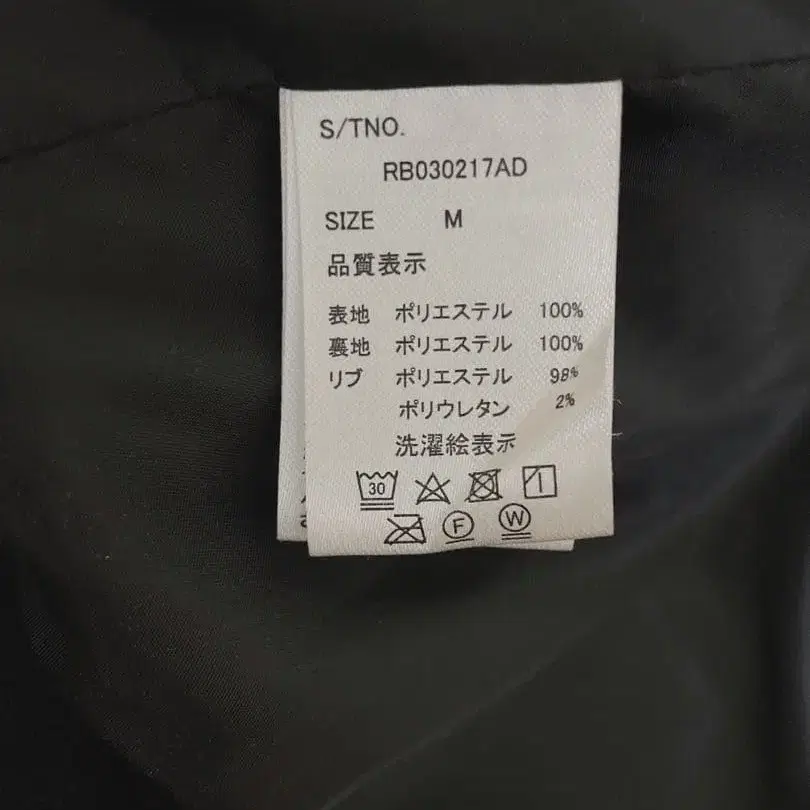 S/TNO.
RB030217AD
SIZE M
品質表示
表地 ポリエステル 100%
裏地 ポリエステル 100%
リブ ポリエステル 98%
ポリウレタン 2%
洗濯絵表示
30
F W